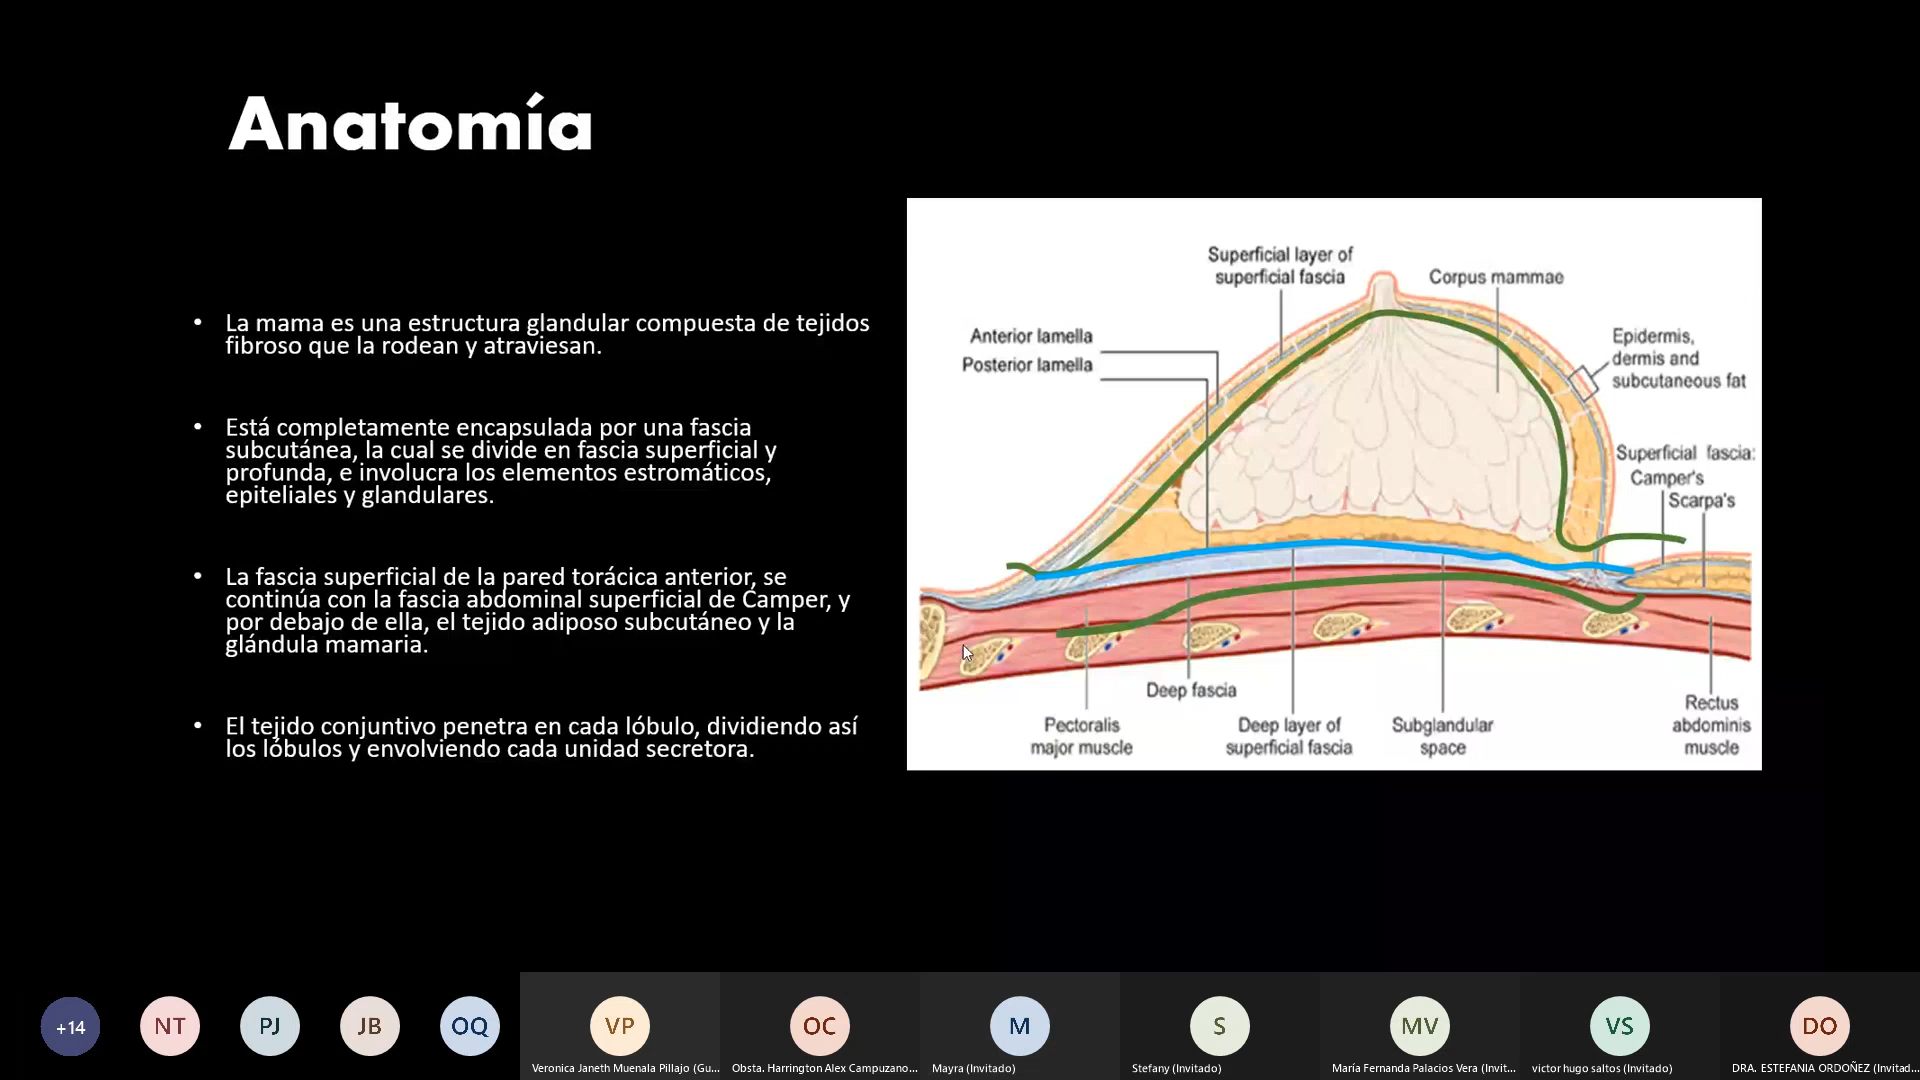 Anatomía
• La mama es una estructura glandular compuesta de tejidos
fibroso que la rodean y atraviesan.
• Está completamente encapsulada por una fascia
subcutánea, la cual se divide en fascia superficial y
profunda, e involucra los elementos estromáticos,
epiteliales y glandulares.
• La fascia superficial de la pared torácica anterior, se
continúa con la fascia abdominal superficial de Camper, y
por debajo de ella, el tejido adiposo subcutáneo y la
glándula mamaria.
• El tejido conjuntivo penetra en cada lóbulo, dividiendo así
los lóbulos y envolviendo cada unidad secretora.
Superficial layer of
superficial fascia
Corpus mammae
Anterior lamella
Posterior lamella
Epidermis,
dermis and
subcutaneous fat
Superficial fascia:
Camper's
Scarpa's
Deep fascia
Pectoralis
major muscle
Deep layer of
superficial fascia
Subglandular
space
Rectus
abdominis
muscle
+14
NT
PJ
JB
OQ
VP
OC
M
S
MV
VS
DO
Veronica Janeth Muenala Pillajo (Gu...
Obsta. Harrington Alex Campuzano...
Mayra (Invitado)
Stefany (Invitado)
María Fernanda Palacios Vera (Invit...
victor hugo saltos (Invitado)
DRA. ESTEFANIA ORDOÑEZ (Invitad...